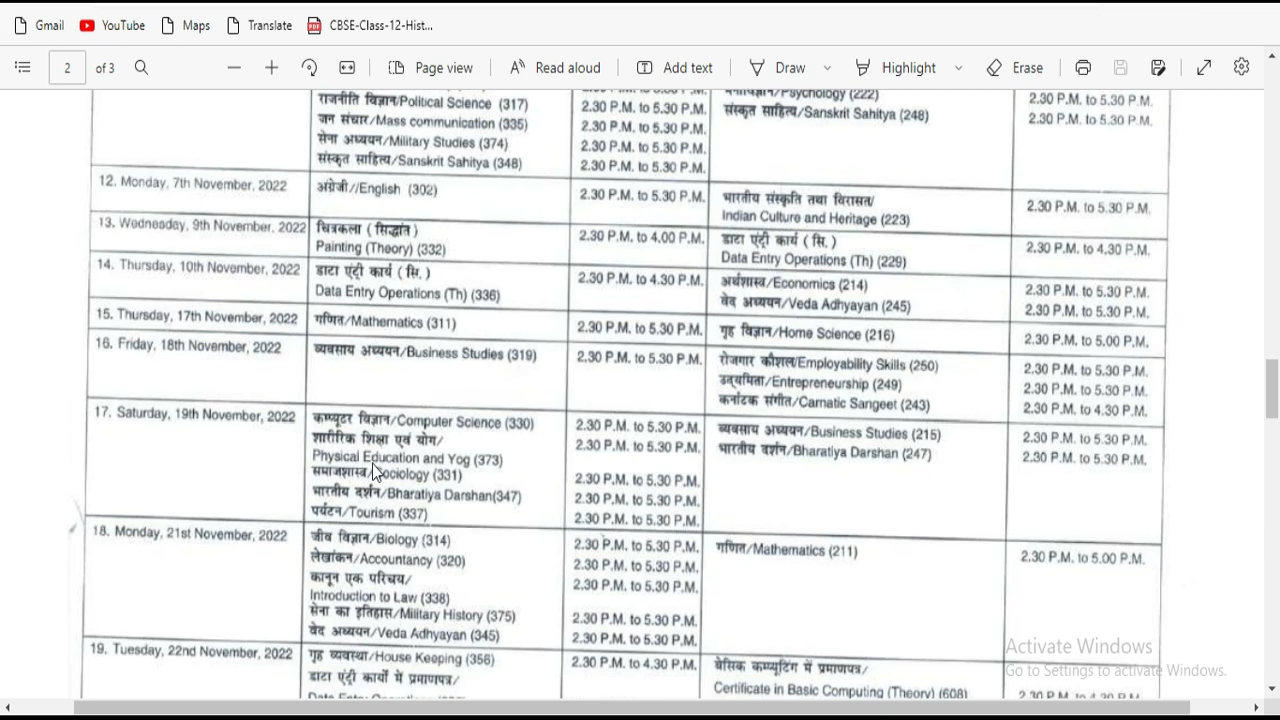 Gmail YouTube Maps Translate CBSE-Class-12-Hist...
2 of 3 Page view Read aloud Add text Draw Highlight Erase
राजनीति विज्ञान/Political Science (317) 2.30 P.M. to 5.30 P.M. मनोविज्ञान/Psychology (222) 2.30 P.M. to 5.30 P.M.
जन संचार/Mass communication (335) 2.30 P.M. to 5.30 P.M. संस्कृत साहित्य/Sanskrit Sahitya (248) 2.30 P.M. to 5.30 P.M.
सेना अध्ययन/Military Studies (374) 2.30 P.M. to 5.30 P.M.
संस्कृत साहित्य/Sanskrit Sahitya (348) 2.30 P.M. to 5.30 P.M.
12. Monday, 7th November, 2022 अंग्रेजी//English (302) 2.30 P.M. to 5.30 P.M. भारतीय संस्कृति तथा विरासत/ 2.30 P.M. to 5.30 P.M.
Indian Culture and Heritage (223)
13. Wednesday, 9th November, 2022 चित्रकला ( सिद्धांत ) 2.30 P.M. to 4.00 P.M. डाटा एंट्री कार्य ( सि. ) 2.30 P.M. to 4.30 P.M.
Painting (Theory) (332) Data Entry Operations (Th) (229)
14. Thursday, 10th November, 2022 डाटा एंट्री कार्य ( सि. ) 2.30 P.M. to 4.30 P.M. अर्थशास्त्र/Economics (214) 2.30 P.M. to 5.30 P.M.
Data Entry Operations (Th) (336) वेद अध्ययन/Veda Adhyayan (245) 2.30 P.M. to 5.30 P.M.
15. Thursday, 17th November, 2022 गणित/Mathematics (311) 2.30 P.M. to 5.30 P.M. गृह विज्ञान/Home Science (216) 2.30 P.M. to 5.00 P.M.
16. Friday, 18th November, 2022 व्यवसाय अध्ययन/Business Studies (319) 2.30 P.M. to 5.30 P.M. रोजगार कौशल/Employability Skills (250) 2.30 P.M. to 5.30 P.M.
उद्यमिता/Entrepreneurship (249) 2.30 P.M. to 5.30 P.M.
कर्नाटक संगीत/Carnatic Sangeet (243) 2.30 P.M. to 4.30 P.M.
17. Saturday, 19th November, 2022 कम्प्यूटर विज्ञान/Computer Science (330) 2.30 P.M. to 5.30 P.M. व्यवसाय अध्ययन/Business Studies (215) 2.30 P.M. to 5.30 P.M.
शारीरिक शिक्षा एवं योग/ 2.30 P.M. to 5.30 P.M. भारतीय दर्शन/Bharatiya Darshan (247) 2.30 P.M. to 5.30 P.M.
Physical Education and Yog (373)
समाजशास्त्र/Sociology (331) 2.30 P.M. to 5.30 P.M.
भारतीय दर्शन/Bharatiya Darshan(347) 2.30 P.M. to 5.30 P.M.
पर्यटन/Tourism (337) 2.30 P.M. to 5.30 P.M.
18. Monday, 21st November, 2022 जीव विज्ञान/Biology (314) 2.30 P.M. to 5.30 P.M. गणित/Mathematics (211) 2.30 P.M. to 5.00 P.M.
लेखांकन/Accountancy (320) 2.30 P.M. to 5.30 P.M.
कानून एक परिचय/ 2.30 P.M. to 5.30 P.M.
Introduction to Law (338)
सेना का इतिहास/Military History (375) 2.30 P.M. to 5.30 P.M.
वेद अध्ययन/Veda Adhyayan (345) 2.30 P.M. to 5.30 P.M.
19. Tuesday, 22nd November, 2022 गृह व्यवस्था/House Keeping (356) 2.30 P.M. to 4.30 P.M. बेसिक कम्प्यूटिंग में प्रमाणपत्र/
डाटा एंट्री कार्यों में प्रमाणपत्र/ Certificate in Basic Computing (Theory) (608) 2.30 P.M. to 4.30 P.M.
Activate Windows
Go to Settings to activate Windows.